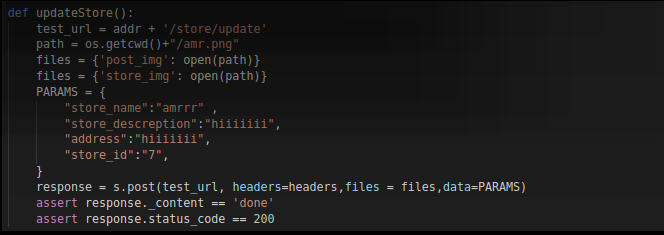 def updateStore():
    test_url = addr + '/store/update'
    path = os.getcwd()+"/amr.png"
    files = {'post_img': open(path)}
    files = {'store_img': open(path)}
    PARAMS = {
        "store_name":"amrrr" ,
        "store_descreption":"hiiiiiii",
        "address":"hiiiiiii",
        "store_id":"7",
    }
    response = s.post(test_url, headers=headers,files = files,data=PARAMS)
    assert response._content == 'done'
    assert response.status_code == 200